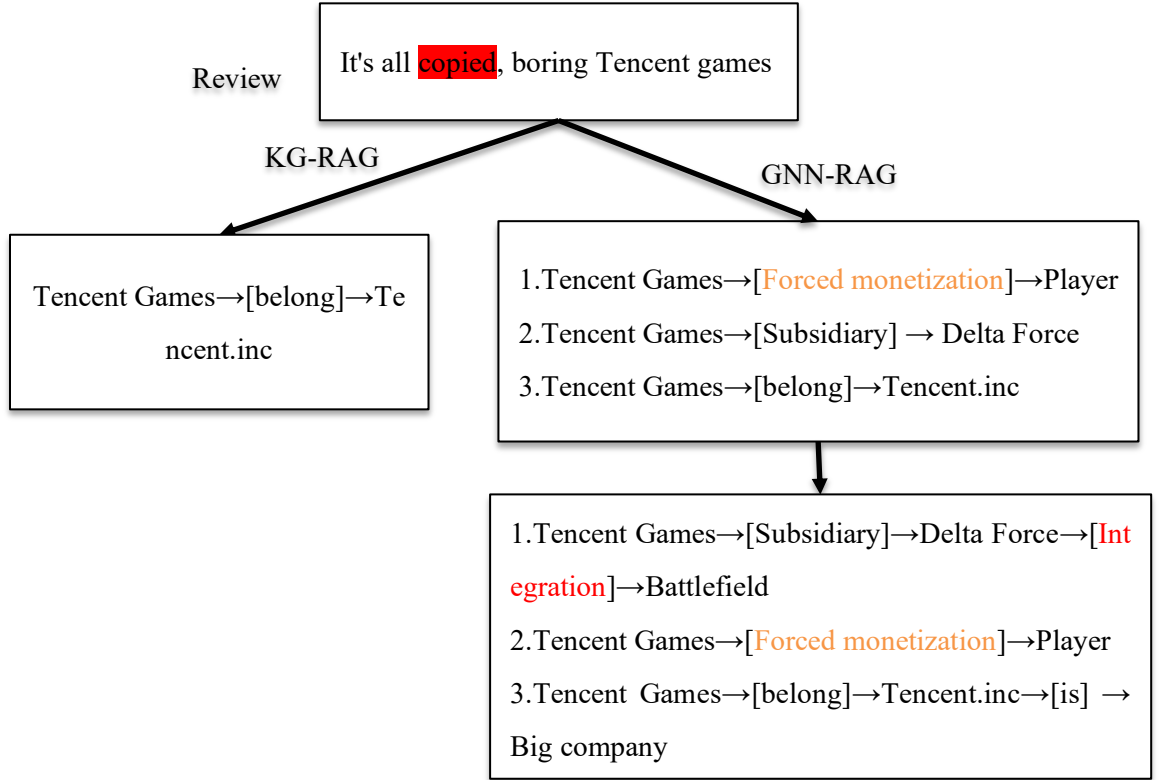 It's all copied, boring Tencent games
Review
KG-RAG
GNN-RAG
Tencent Games→[belong]→Te
ncent.inc
1.Tencent Games→[Forced monetization]→Player
2.Tencent Games→[Subsidiary] → Delta Force
3.Tencent Games→[belong]→Tencent.inc
1.Tencent Games→[Subsidiary]→Delta Force→[Int
egration]→Battlefield
2.Tencent Games→[Forced monetization]→Player
3.Tencent Games→[belong]→Tencent.inc→[is] →
Big company